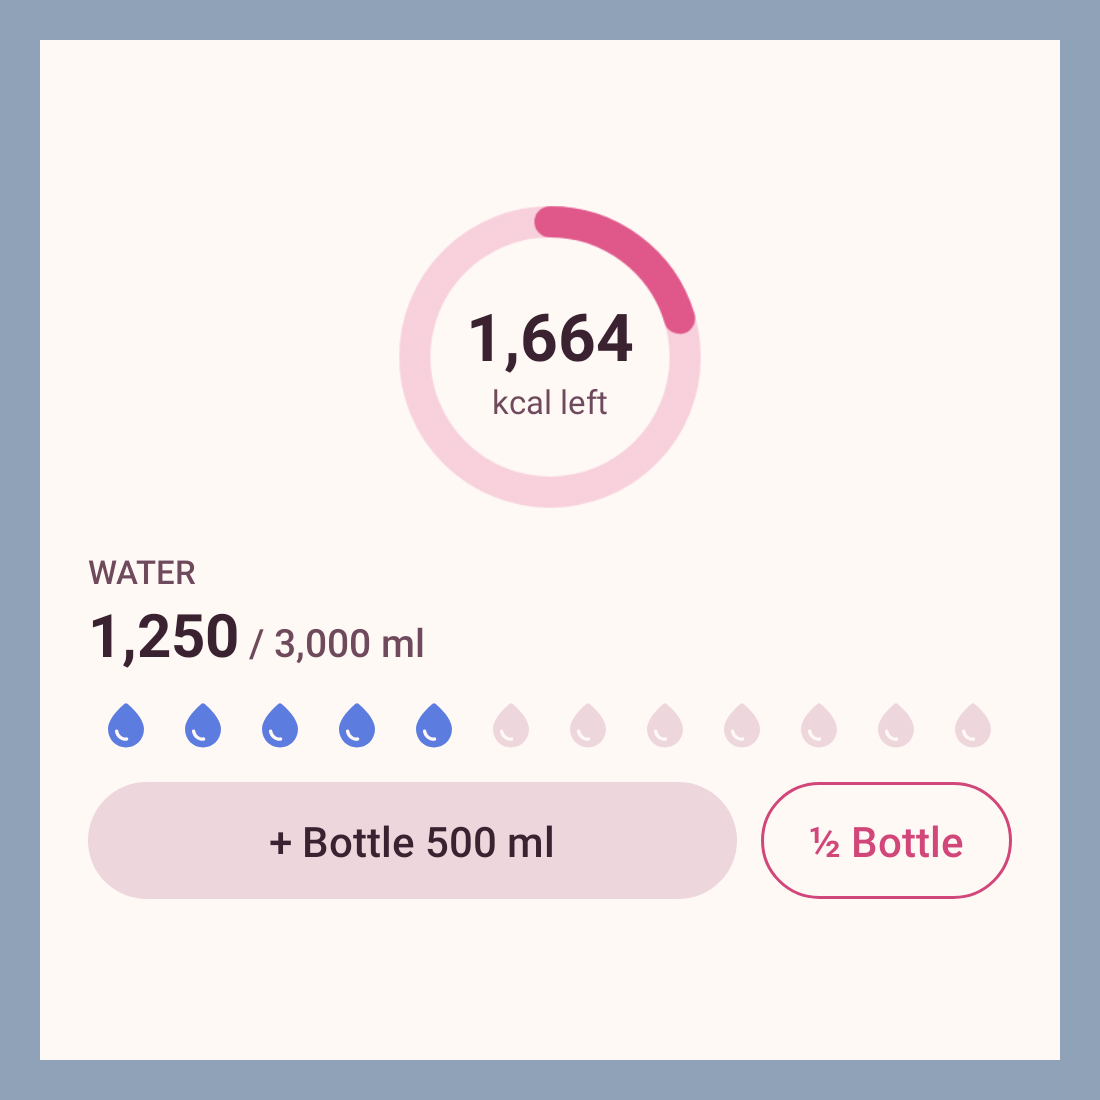 1,664
kcal left
WATER
1,250 / 3,000 ml
+ Bottle 500 ml
½ Bottle